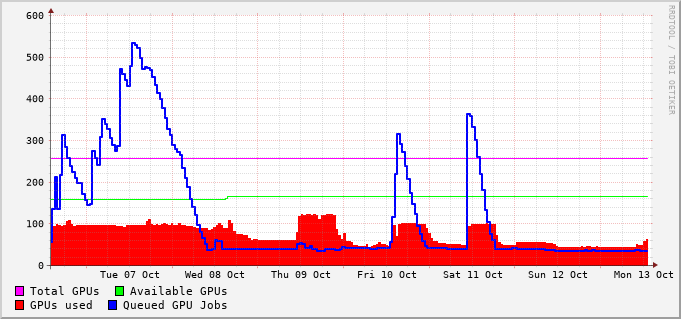 RRDTOOL / TOBI OETIKER
600
500
400
300
200
100
0
Tue 07 Oct Wed 08 Oct Thu 09 Oct Fri 10 Oct Sat 11 Oct Sun 12 Oct Mon 13 Oct
Total GPUs Available GPUs
GPUs used Queued GPU Jobs